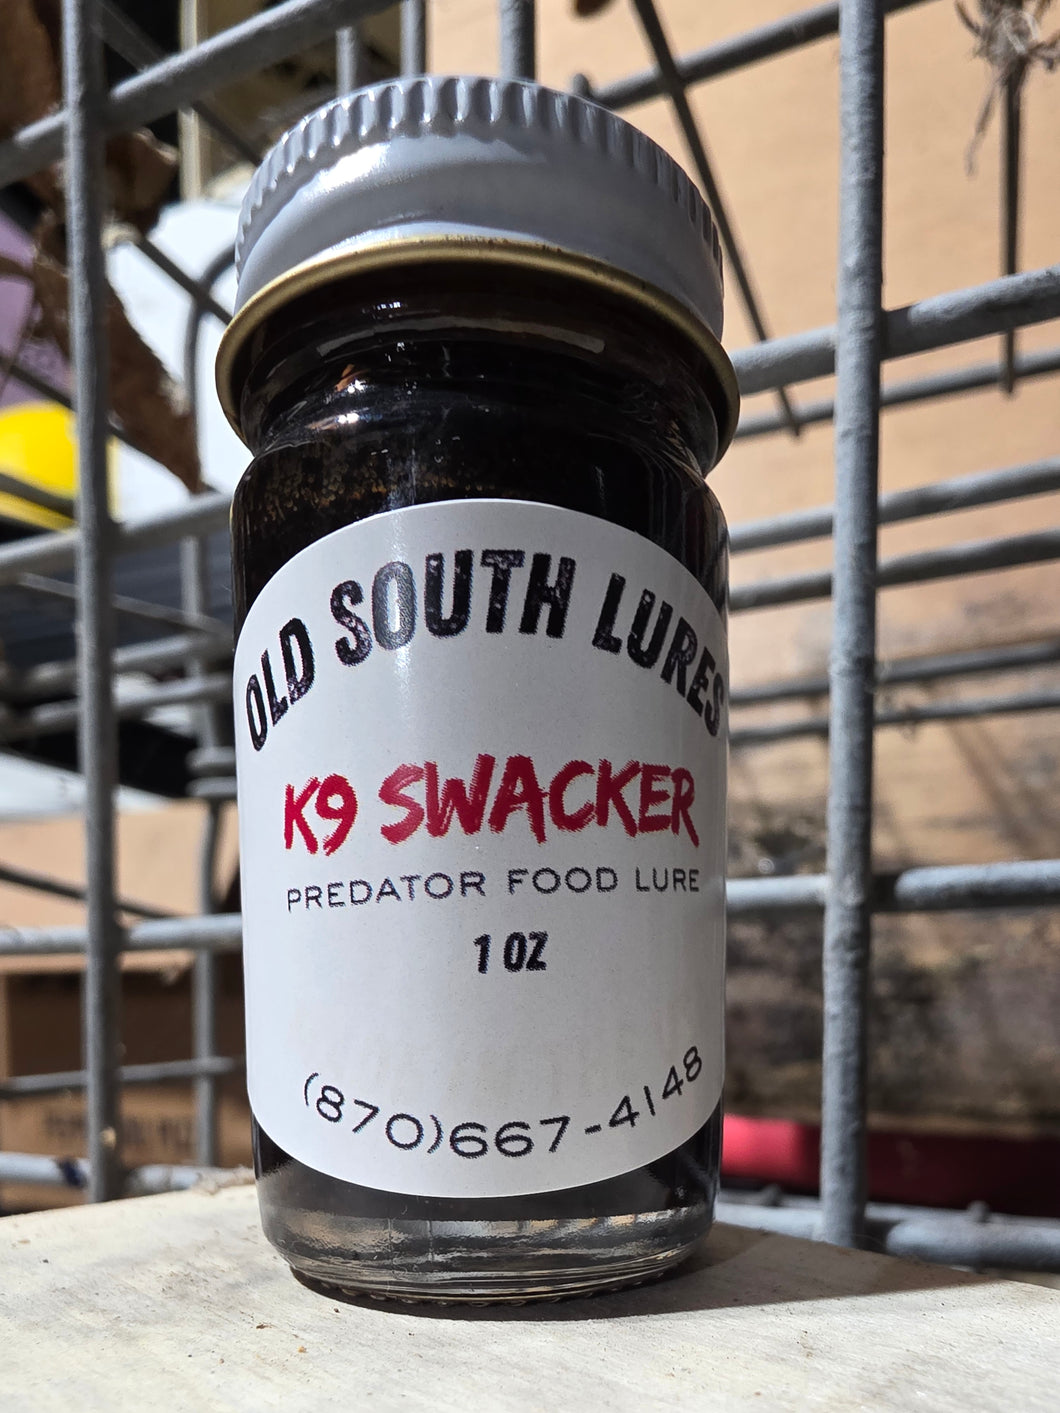 OLD SOUTH LURES
K9 SWACKER
PREDATOR FOOD LURE
1 OZ
(870)667-4148